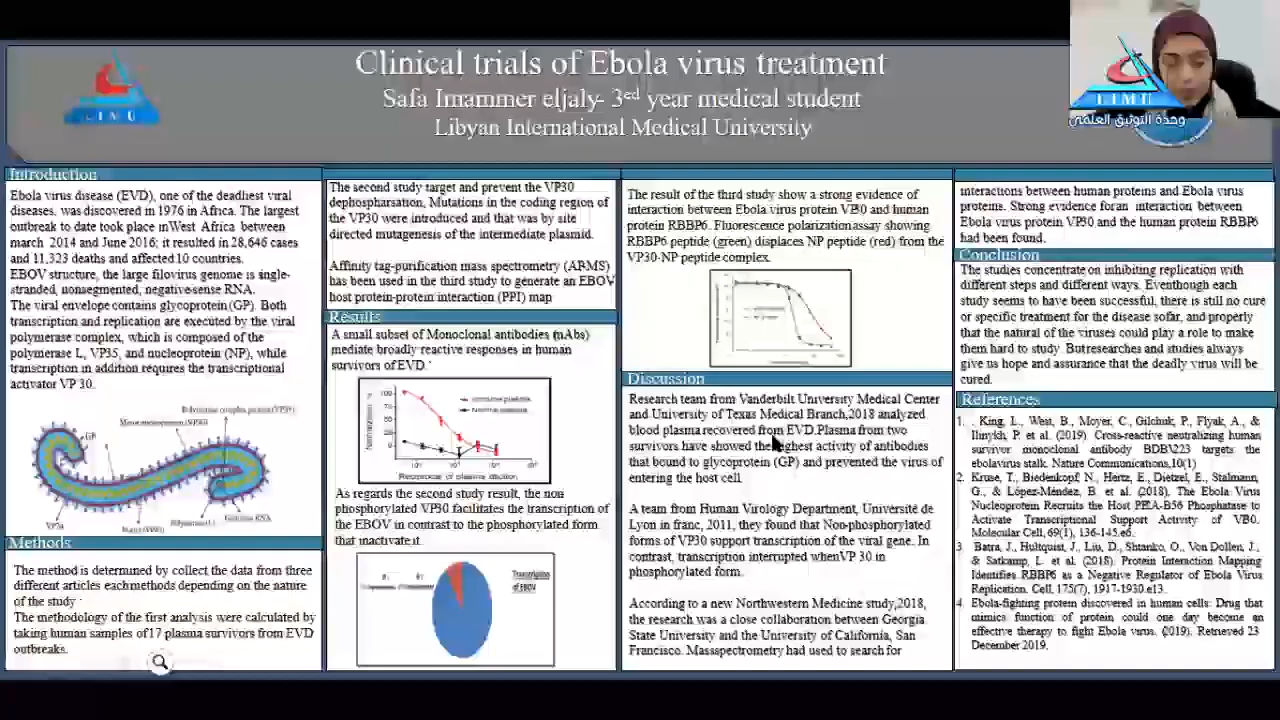 Clinical trials of Ebola virus treatment
Safa Imammer eljaly- 3ed year medical student
Libyan International Medical University
LIMU
LIMU
وحدة التوثيق العلمي
Introduction
Ebola virus disease (EVD), one of the deadliest viral
diseases, was discovered in 1976 in Africa. The largest
outbreak to date took place inWest Africa between
march 2014 and June 2016; it resulted in 28,646 cases
and 11,323 deaths and affected 10 countries.
EBOV structure, the large filovirus genome is single-
stranded, nonsegmented, negative-sense RNA.
The viral envelope contains glycoprotein (GP). Both
transcription and replication are executed by the viral
polymerase complex, which is composed of the
polymerase L, VP35, and nucleoprotein (NP), while
transcription in addition requires the transcriptional
activator VP 30.
GP
Methods
The method is determined by collect the data from three
different articles each methods depending on the nature
of the study
The methodology of the first analysis were calculated by
taking human samples of 17 plasma survivors from EVD
outbreaks.
The second study target and prevent the VP30
dephospharsation, Mutations in the coding region of
the VP30 were introduced and that was by site
directed mutagenesis of the intermediate plasmid.
Affinity tag-purification mass spectrometry (APMS)
has been used in the third study to generate an EBOV
host protein-protein interaction (PPI) map
Results
A small subset of Monoclonal antibodies (mAbs)
mediate broadly reactive responses in human
survivors of EVD.
Reciprocal of plasma dilution
As regards the second study result, the non
phosphorylated VP30 facilitates the transcription of
the EBOV in contrast to the phosphorylated form
that inactivate it.
Transcription
of EBOV
The result of the third study show a strong evidence of
interaction between Ebola virus protein VP30 and human
protein RBBP6. Fluorescence polarization assay showing
RBBP6 peptide (green) displaces NP peptide (red) from the
VP30-NP peptide complex.
Discussion
Research team from Vanderbilt University Medical Center
and University of Texas Medical Branch,2018 analyzed
blood plasma recovered from EVD.Plasma from two
survivors have showed the highest activity of antibodies
that bound to glycoprotein (GP) and prevented the virus of
entering the host cell.
A team from Human Virology Department, Université de
Lyon in franc, 2011, they found that Non-phosphorylated
forms of VP30 support transcription of the viral gene. In
contrast, transcription interrupted whenVP 30 in
phosphorylated form.
According to a new Northwestern Medicine study,2018,
the research was a close collaboration between Georgia
State University and the University of California, San
Francisco. Massspectrometry had used to search for
interactions between human proteins and Ebola virus
proteins. Strong evidence foran interaction between
Ebola virus protein VP30 and the human protein RBBP6
had been found.
Conclusion
The studies concentrate on inhibiting replication with
different steps and different ways. Eventhough each
study seems to have been successful, there is still no cure
or specific treatment for the disease sofar, and properly
that the natural of the viruses could play a role to make
them hard to study. But researches and studies always
give us hope and assurance that the deadly virus will be
cured.
References
1. . King, L., West, B., Moyer, C., Gilchuk, P., Flyak, A., &
Ilinykh, P. et al. (2019). Cross-reactive neutralizing human
survivor monoclonal antibody BDBV223 targets the
ebolavirus stalk. Nature Communications,10(1)
2. Kruse, T., Biedenkopf, N., Hertz, E., Dietzel, E., Stalmann,
G., & López-Méndez, B. et al. (2018). The Ebola Virus
Nucleoprotein Recruits the Host PP2A-B56 Phosphatase to
Activate Transcriptional Support Activity of VP30.
Molecular Cell, 69(1), 136-145.e6.
3. Batra, J., Hultquist, J., Liu, D., Shtanko, O., Von Dollen, J.,
& Satkamp, L. et al. (2018). Protein Interaction Mapping
Identifies RBBP6 as a Negative Regulator of Ebola Virus
Replication. Cell, 175(7), 1917-1930.e13.
4. Ebola-fighting protein discovered in human cells: Drug that
mimics function of protein could one day become an
effective therapy to fight Ebola virus. (2019). Retrieved 23
December 2019.